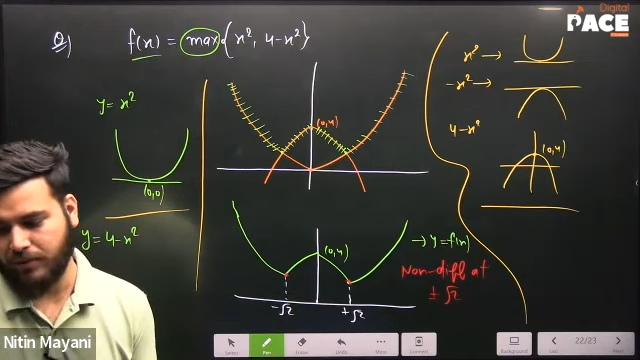 Q) f(x) = max {x², 4-x²}
Digital
PACE
y = x²
(0,0)
y = 4-x²
(0,4)
(0,4)
→ y = f(x)
Non-diff at
± √2
-√2
+√2
x² →
-x² →
4-x²
(0,4)
Nitin Mayani
Select
Pen
Eraser
Undo
More
Comment
Background
22/23
Last
Next